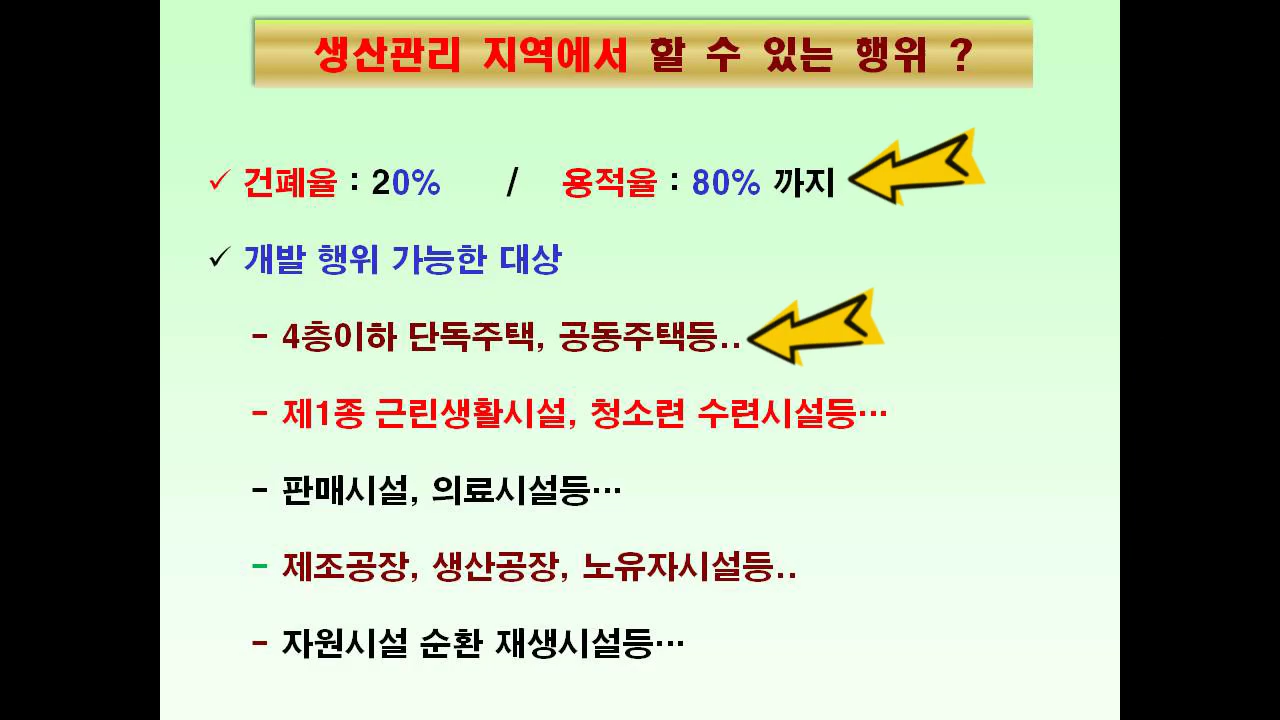 생산관리 지역에서 할 수 있는 행위 ?
✓ 건폐율 : 20% / 용적율 : 80% 까지
✓ 개발 행위 가능한 대상
- 4층이하 단독주택, 공동주택등..
- 제1종 근린생활시설, 청소련 수련시설등…
- 판매시설, 의료시설등…
- 제조공장, 생산공장, 노유자시설등..
- 자원시설 순환 재생시설등…